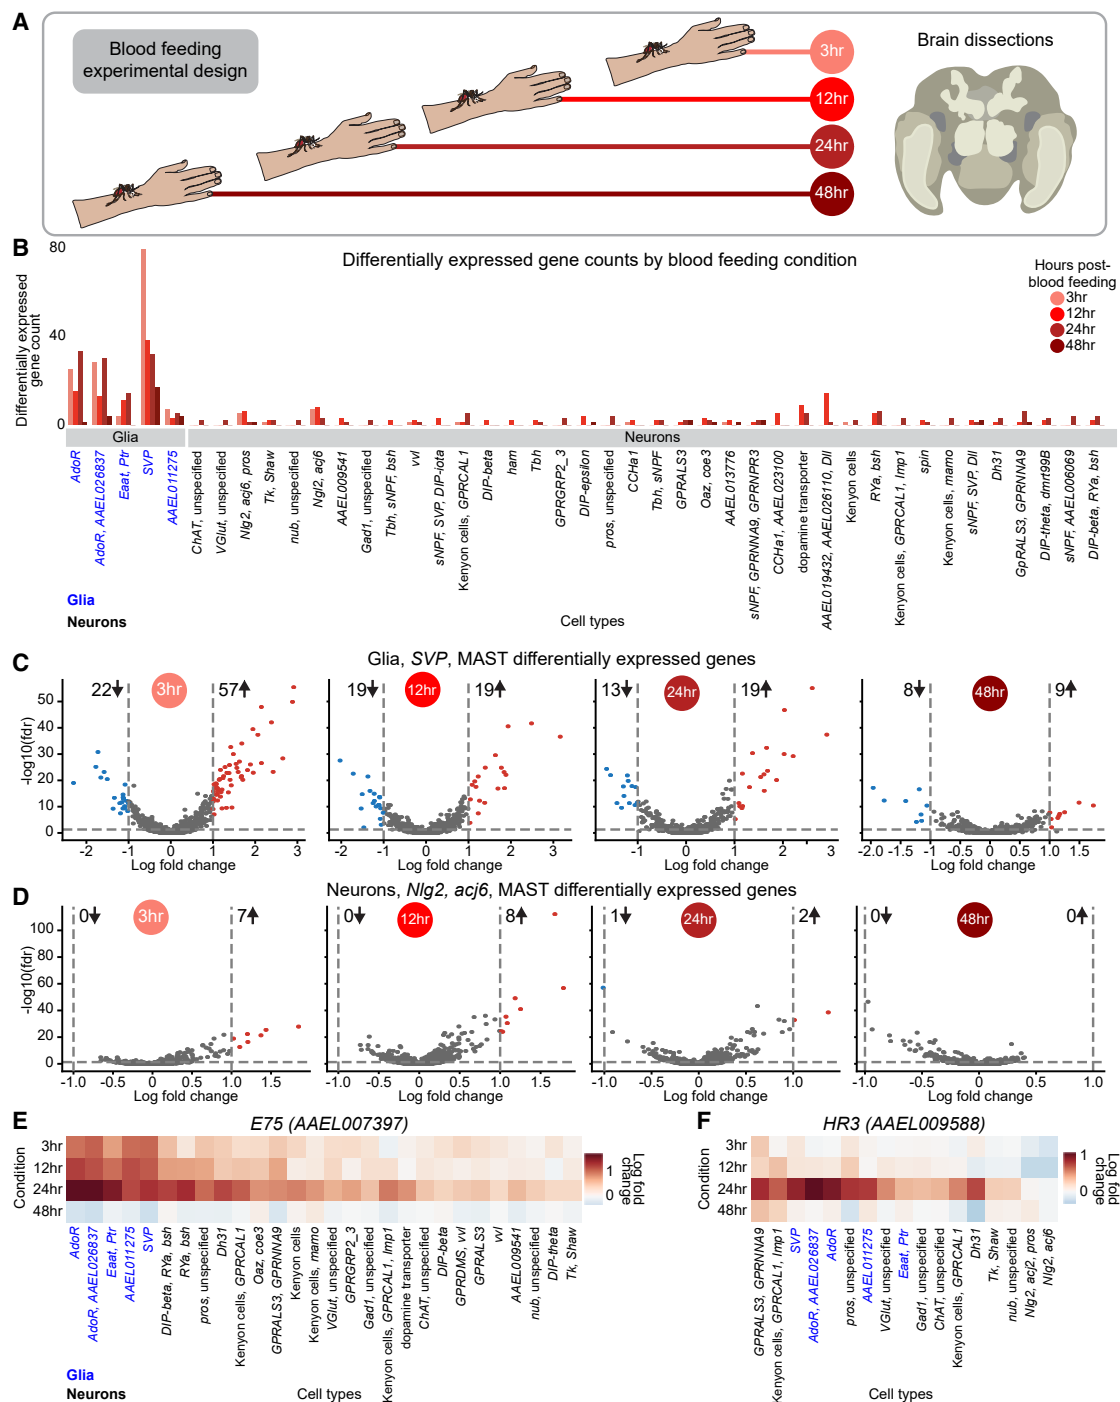 A
Blood feeding
experimental design
3hr
12hr
24hr
48hr
Brain dissections
B
Differentially expressed gene counts by blood feeding condition
Differentially expressed
gene count
80
40
0
Hours post-
blood feeding
3hr
12hr
24hr
48hr
Glia
Neurons
AdoR
AdoR, AAEL026837
Eaat, Ptr
SVP
AAEL011275
ChAT, unspecified
VGlut, unspecified
Nlg2, acj6, pros
Tk, Shaw
nub, unspecified
Ngl2, acj6
AAEL009541
Gad1, unspecified
Tbh, sNPF, bsh
vvl
sNPF, SVP, DIP-iota
Kenyon cells, GPRCAL1
DIP-beta
ham
Tbh
GPRGRP2_3
DIP-epsilon
pros, unspecified
CCHa1
Tbh, sNPF
GPRALS3
Oaz, coe3
AAEL013776
sNPF, GPRNNA9, GPRNPR3
CCHa1, AAEL023100
dopamine transporter
AAEL019432, AAEL026110, Dll
Kenyon cells
RYa, bsh
Kenyon cells, GPRCAL1, Imp1
spin
Kenyon cells, mamo
sNPF, SVP, Dll
Dh31
GpRALS3, GPRNNA9
DIP-theta, dmrt99B
sNPF, AAEL006069
DIP-beta, RYa, bsh
Glia
Neurons
Cell types
C
Glia, SVP, MAST differentially expressed genes
-log10(fdr)
50
40
30
20
10
0
22↓
3hr
57↑
-2
-1
0
1
2
3
Log fold change
19↓
12hr
19↑
-2
-1
0
1
2
3
Log fold change
13↓
24hr
19↑
-1
0
1
2
3
Log fold change
8↓
48hr
9↑
-2.0
-1.5
-1
0
0.5
1.0
1.5
Log fold change
D
Neurons, Nlg2, acj6, MAST differentially expressed genes
-log10(fdr)
100
80
60
40
20
0
0↓
3hr
7↑
-1.0
-0.5
0
0.5
1.0
1.5
Log fold change
0↓
12hr
8↑
-1.0
-0.5
0
0.5
1.0
1.5
Log fold change
1↓
24hr
2↑
-1.0
-0.5
0
0.5
1.0
Log fold change
0↓
48hr
0↑
-1.0
-0.5
0
0.5
1.0
Log fold change
E
E75 (AAEL007397)
Condition
3hr
12hr
24hr
48hr
1
0
Log fold
change
AdoR
AdoR, AAEL026837
Eaat, Ptr
AAEL011275
SVP
DIP-beta, RYa, bsh
RYa, bsh
pros, unspecified
Dh31
Kenyon cells, GPRCAL1
Oaz, coe3
GPRALS3, GPRNNA9
Kenyon cells
Kenyon cells, mamo
VGlut, unspecified
GPRGRP2_3
Gad1, unspecified
Kenyon cells, GPRCAL1, Imp1
dopamine transporter
ChAT, unspecified
DIP-beta
GPRDMS, vvl
GPRALS3
vvl
AAEL009541
nub, unspecified
DIP-theta
Tk, Shaw
Glia
Neurons
Cell types
F
HR3 (AAEL009588)
Condition
3hr
12hr
24hr
48hr
1
0
Log fold
change
GPRALS3, GPRNNA9
Kenyon cells, GPRCAL1, Imp1
SVP
AdoR, AAEL026837
AdoR
pros, unspecified
AAEL011275
VGlut, unspecified
Eaat, Ptr
Gad1, unspecified
ChAT, unspecified
Kenyon cells, GPRCAL1
Dh31
Tk, Shaw
nub, unspecified
Nlg2, acj2, pros
Nlg2, acj6
Cell types